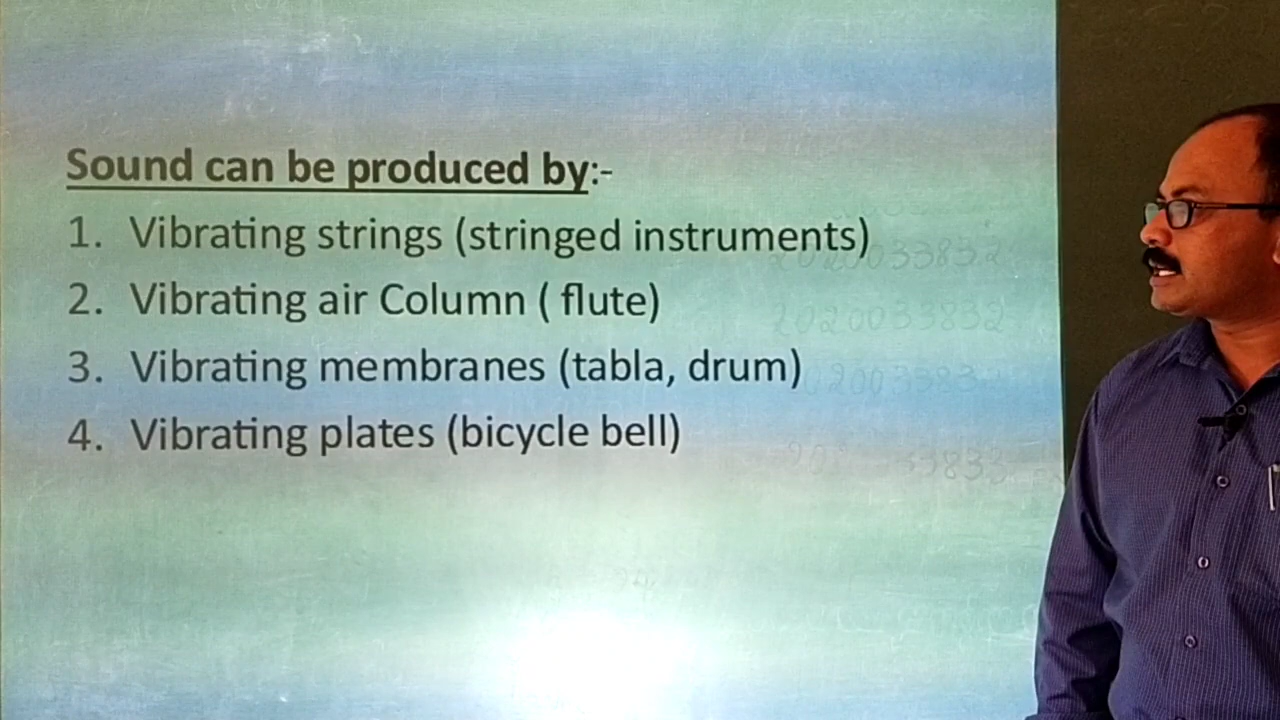 Sound can be produced by:-
1. Vibrating strings (stringed instruments)
2. Vibrating air Column ( flute)
3. Vibrating membranes (tabla, drum)
4. Vibrating plates (bicycle bell)
2020033832